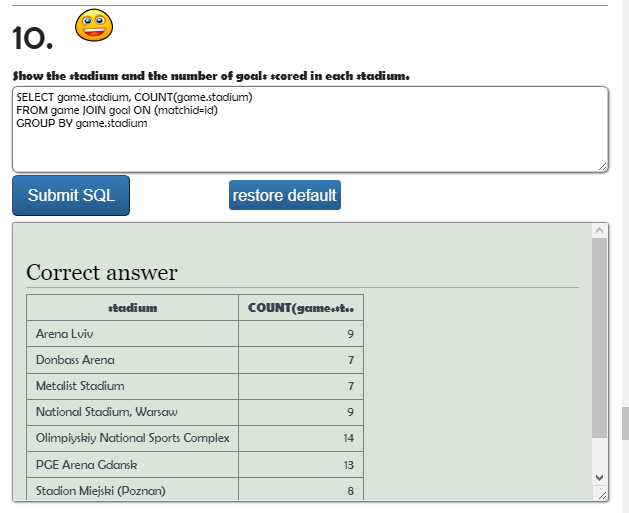 10.
Show the stadium and the number of goals scored in each stadium.
SELECT game.stadium, COUNT(game.stadium)
FROM game JOIN goal ON (matchid=id)
GROUP BY game.stadium
Submit SQL restore default
Correct answer
stadium COUNT(game.st..
Arena Lviv 9
Donbass Arena 7
Metalist Stadium 7
National Stadium, Warsaw 9
Olimpiyskiy National Sports Complex 14
PGE Arena Gdansk 13
Stadion Miejski (Poznan) 8